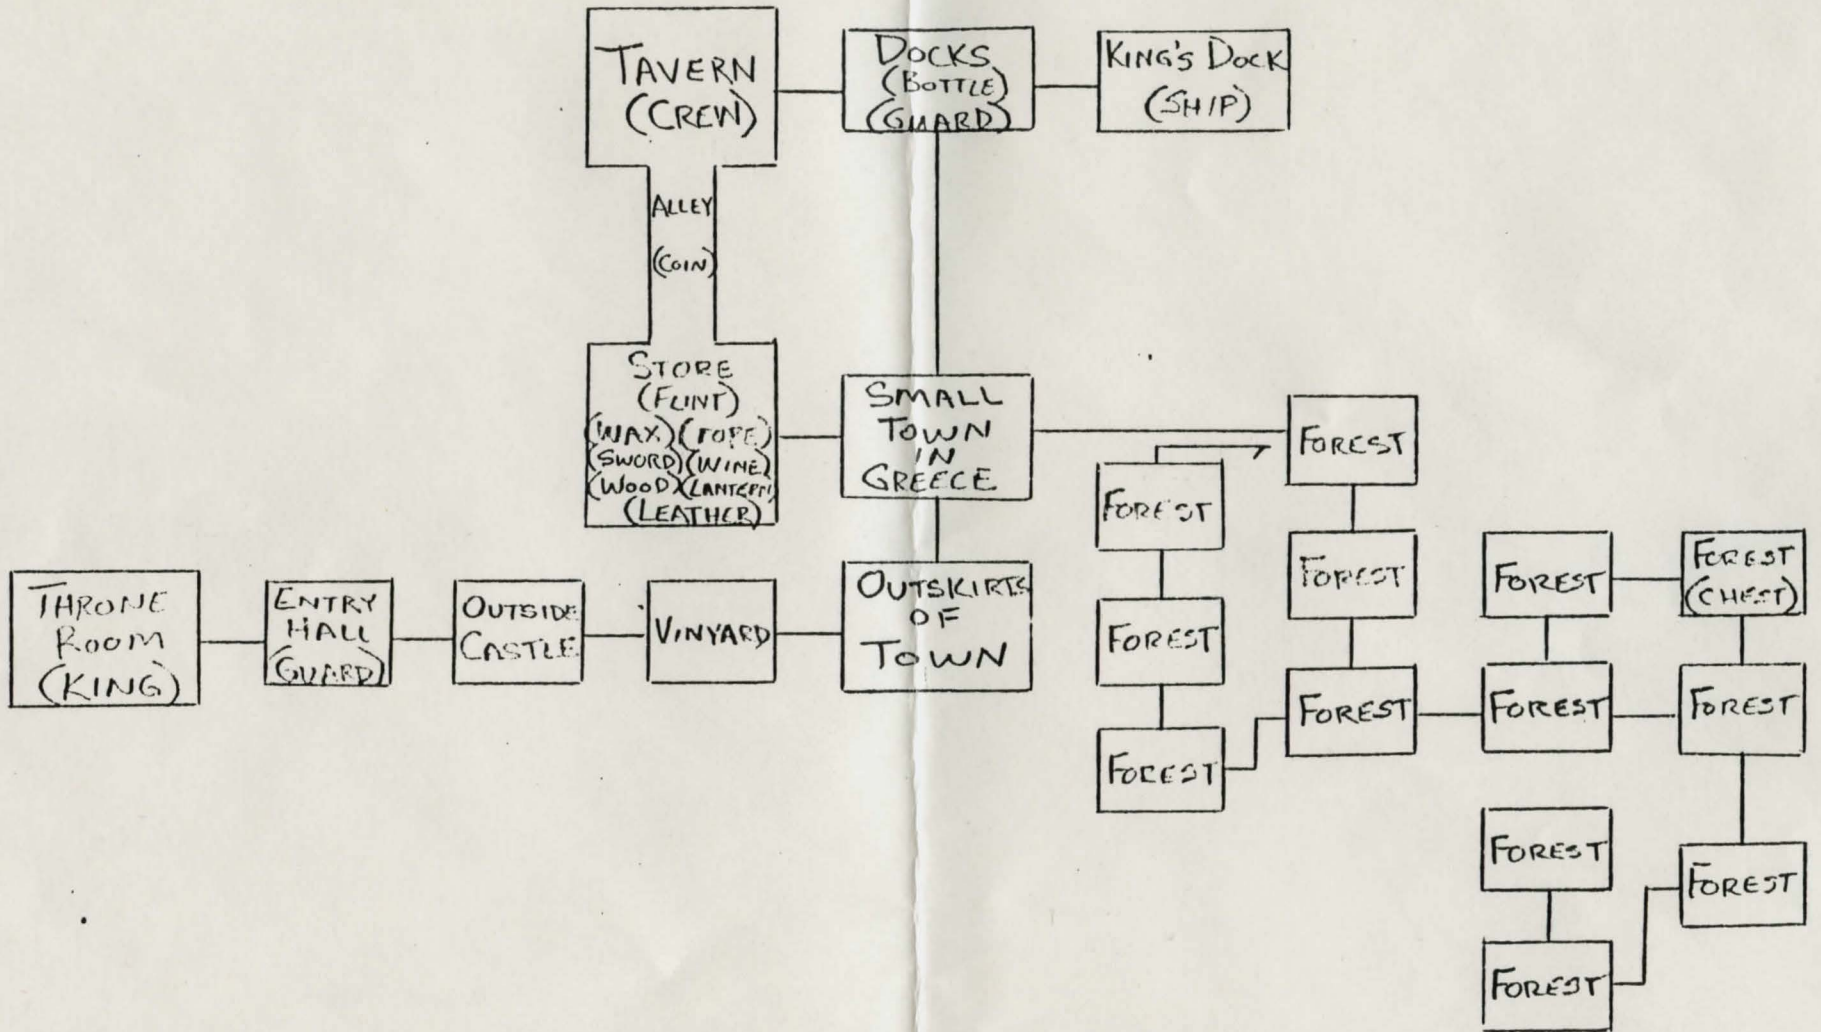 TAVERN
(CREW)
DOCKS
(BOTTLE)
(GUARD)
KING'S DOCK
(SHIP)
ALLEY
(COIN)
STORE
(FLINT)
(WAX)(ROPE)
(SWORD)(WINE)
(WOOD)(LANTERN)
(LEATHER)
SMALL
TOWN
IN
GREECE
FOREST
FOREST
FOREST
FOREST
FOREST
(CHEST)
THRONE
ROOM
(KING)
ENTRY
HALL
(GUARD)
OUTSIDE
CASTLE
VINYARD
OUTSKIRTS
OF
TOWN
FOREST
FOREST
FOREST
FOREST
FOREST
FOREST
FOREST
FOREST